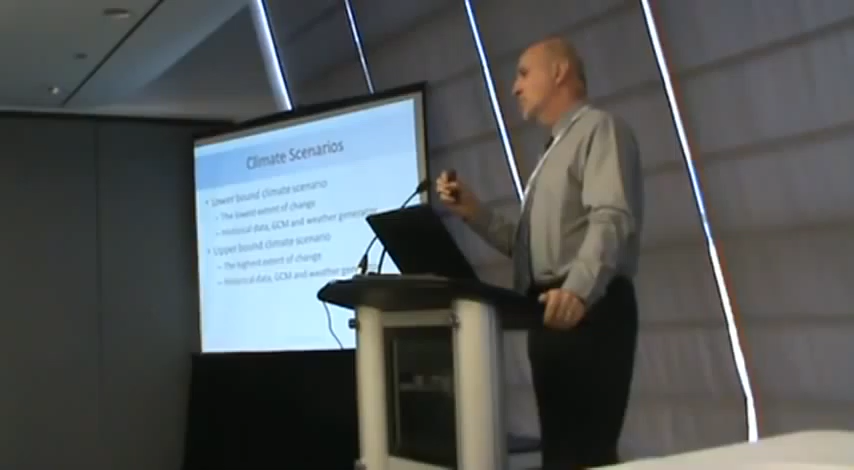 Climate Scenarios
• Lower bound climate scenario
– The lowest extent of change
– Historical data, GCM and weather generator
• Upper bound climate scenario
– The highest extent of change
– Historical data, GCM and weather